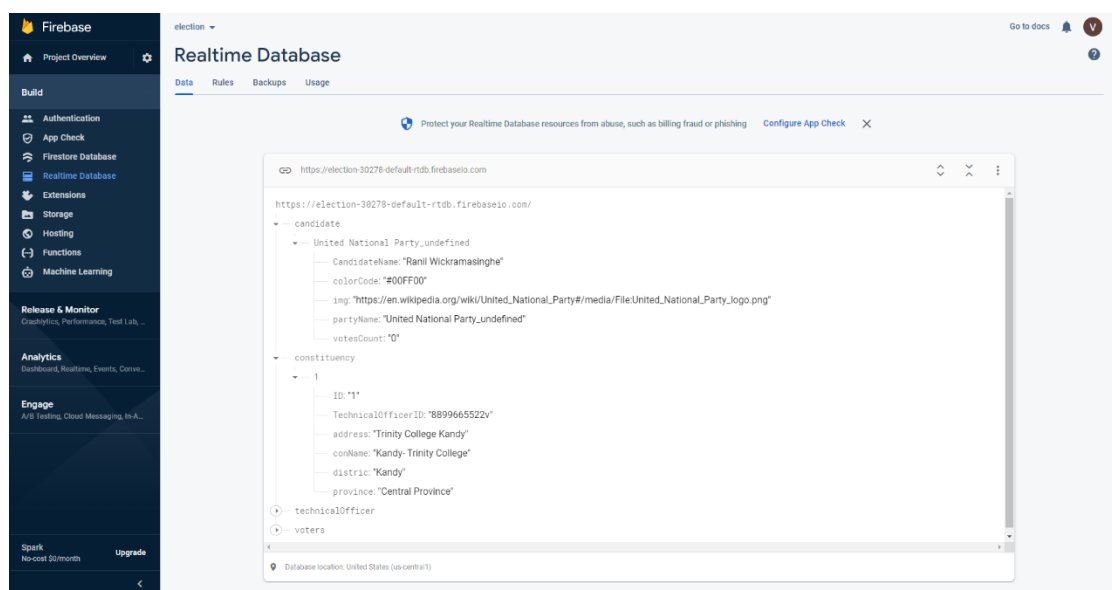 Firebase
Project Overview
Build
Authentication
App Check
Firestore Database
Realtime Database
Extensions
Storage
Hosting
Functions
Machine Learning
Release & Monitor
Crashlytics, Performance, Test Lab, ...
Analytics
Dashboard, Realtime, Events, Conve...
Engage
A/B Testing, Cloud Messaging, In-A...
Spark
No-cost $0/month
Upgrade
election
Go to docs
V
Realtime Database
Data Rules Backups Usage
Protect your Realtime Database resources from abuse, such as billing fraud or phishing Configure App Check
https://election-30278-default-rtdb.firebaseio.com
https://election-30278-default-rtdb.firebaseio.com/
candidate
United National Party_undefined
CandidateName: "Ranil Wickramasinghe"
colorCode: "#00FF00"
img: "https://en.wikipedia.org/wiki/United_National_Party#/media/File:United_National_Party_logo.png"
partyName: "United National Party_undefined"
votesCount: "0"
constituency
1
ID: "1"
TechnicalOfficerID: "8899665522v"
address: "Trinity College Kandy"
conName: "Kandy- Trinity College"
distric: "Kandy"
province: "Central Province"
technicalOfficer
voters
Database location: United States (us-central1)